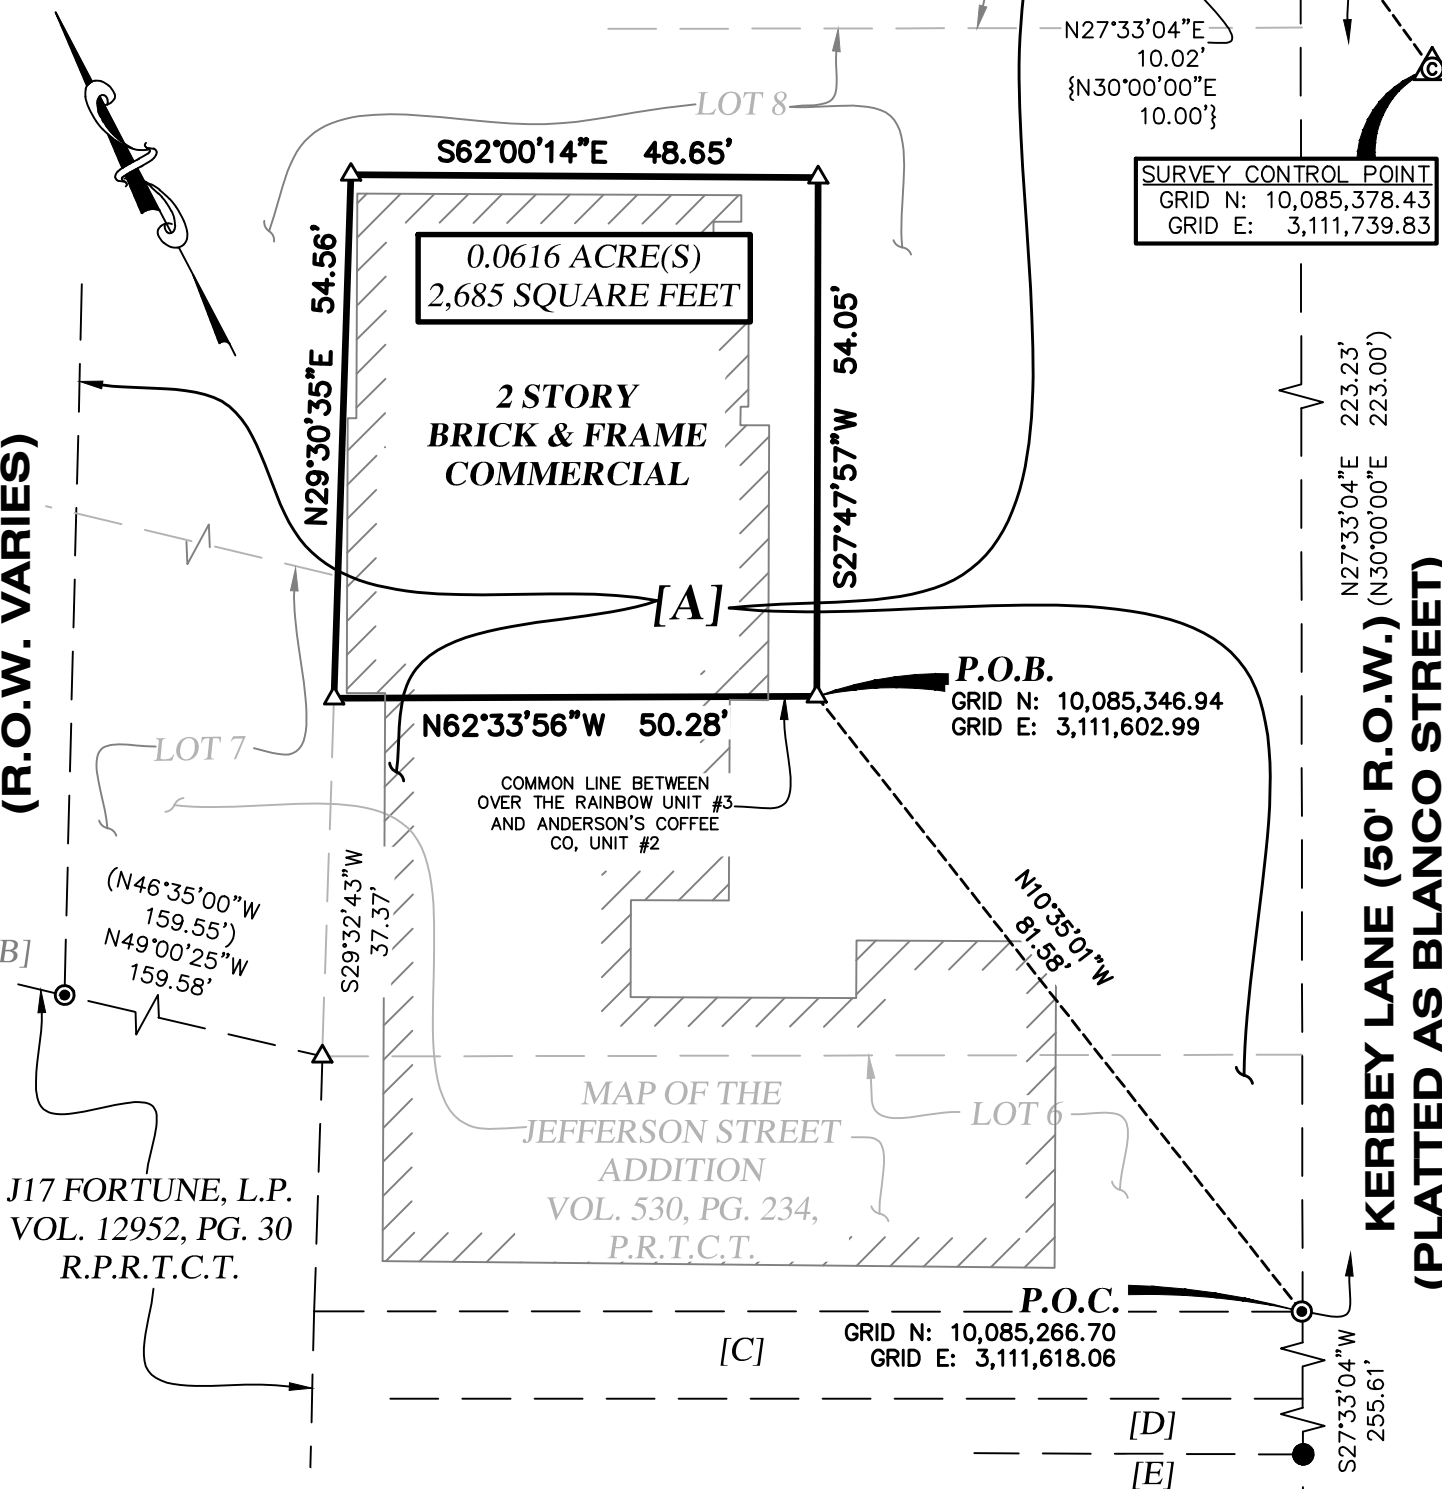 N27°33'04"E
10.02'
{N30°00'00"E
10.00'}
©
LOT 8
S62°00'14"E 48.65'
SURVEY CONTROL POINT
GRID N: 10,085,378.43
GRID E: 3,111,739.83
0.0616 ACRE(S)
2,685 SQUARE FEET
N29°30'35"E 54.56'
S27°47'57"W 54.05'
2 STORY
BRICK & FRAME
COMMERCIAL
N27°33'04"E 223.23'
(N30°00'00"E 223.00')
(R.O.W. VARIES)
[A]
P.O.B.
GRID N: 10,085,346.94
GRID E: 3,111,602.99
N62°33'56"W 50.28'
LOT 7
COMMON LINE BETWEEN
OVER THE RAINBOW UNIT #3
AND ANDERSON'S COFFEE
CO, UNIT #2
KERBEY LANE (50' R.O.W.)
(PLATTED AS BLANCO STREET)
(N46°35'00"W
159.55')
N49°00'25"W
159.58'
S29°32'43"W
37.37'
N10°35'01"W
81.58'
B]
MAP OF THE
JEFFERSON STREET
ADDITION
VOL. 530, PG. 234,
P.R.T.C.T.
LOT 6
J17 FORTUNE, L.P.
VOL. 12952, PG. 30
R.P.R.T.C.T.
P.O.C.
GRID N: 10,085,266.70
GRID E: 3,111,618.06
[C]
S27°33'04"W
255.61'
[D]
[E]